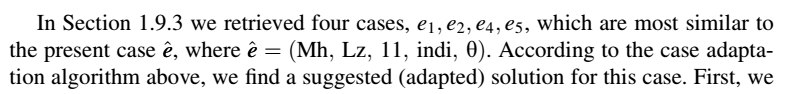 In Section 1.9.3 we retrieved four cases, e₁, e₂, e₄, e₅, which are most similar to
the present case ê, where ê = (Mh, Lz, 11, indi, θ). According to the case adapta-
tion algorithm above, we find a suggested (adapted) solution for this case. First, we